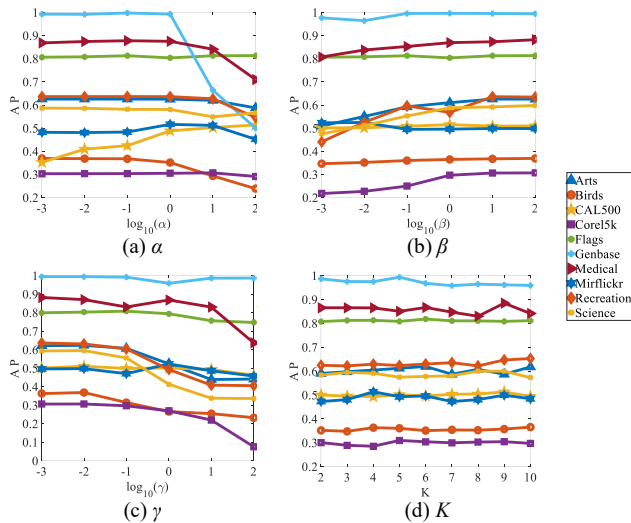 1
0.9
0.8
0.7
0.6
0.5
0.4
0.3
0.2
A P
-3 -2 -1 0 1 2
log10(α)
(a) α
1
0.9
0.8
0.7
0.6
0.5
0.4
0.3
0.2
A P
-3 -2 -1 0 1 2
log10(β)
(b) β
Arts
Birds
CAL500
Corel5k
Flags
Genbase
Medical
Mirflickr
Recreation
Science
1
0.9
0.8
0.7
0.6
0.5
0.4
0.3
0.2
0.1
0
A P
-3 -2 -1 0 1 2
log10(γ)
(c) γ
1
0.9
0.8
0.7
0.6
0.5
0.4
0.3
0.2
A P
2 3 4 5 6 7 8 9 10
K
(d) K